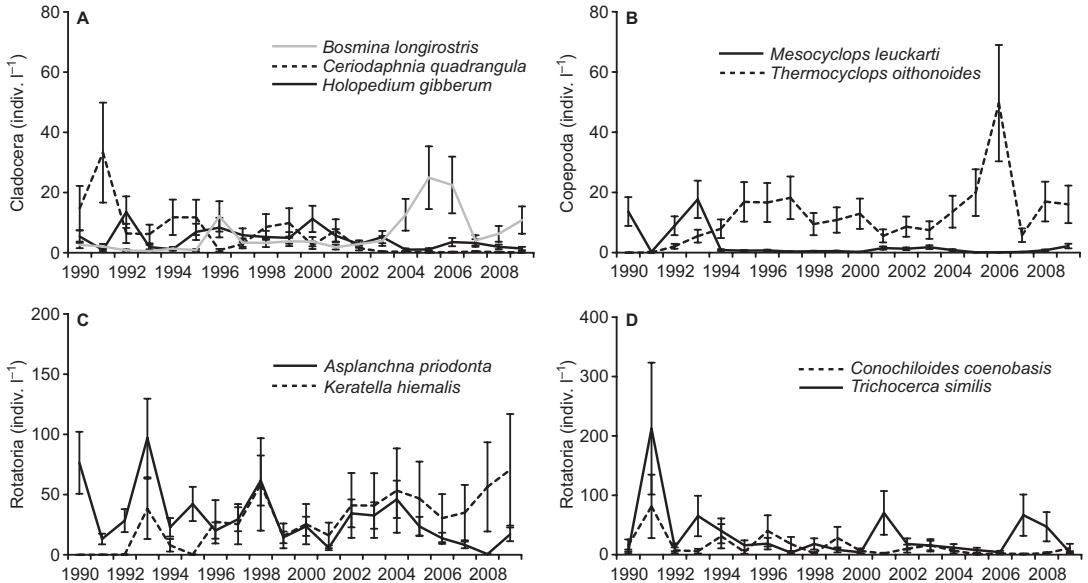 A
Cladocera (indiv. l⁻¹)
80
60
40
20
0
Bosmina longirostris
Ceriodaphnia quadrangula
Holopedium gibberum
1990 1992 1994 1996 1998 2000 2002 2004 2006 2008
B
Copepoda (indiv. l⁻¹)
80
60
40
20
0
Mesocyclops leuckarti
Thermocyclops oithonoides
1990 1992 1994 1996 1998 2000 2002 2004 2006 2008
C
Rotatoria (indiv. l⁻¹)
200
150
100
50
0
Asplanchna priodonta
Keratella hiemalis
1990 1992 1994 1996 1998 2000 2002 2004 2006 2008
D
Rotatoria (indiv. l⁻¹)
400
300
200
100
0
Conochiloides coenobasis
Trichocerca similis
1990 1992 1994 1996 1998 2000 2002 2004 2006 2008